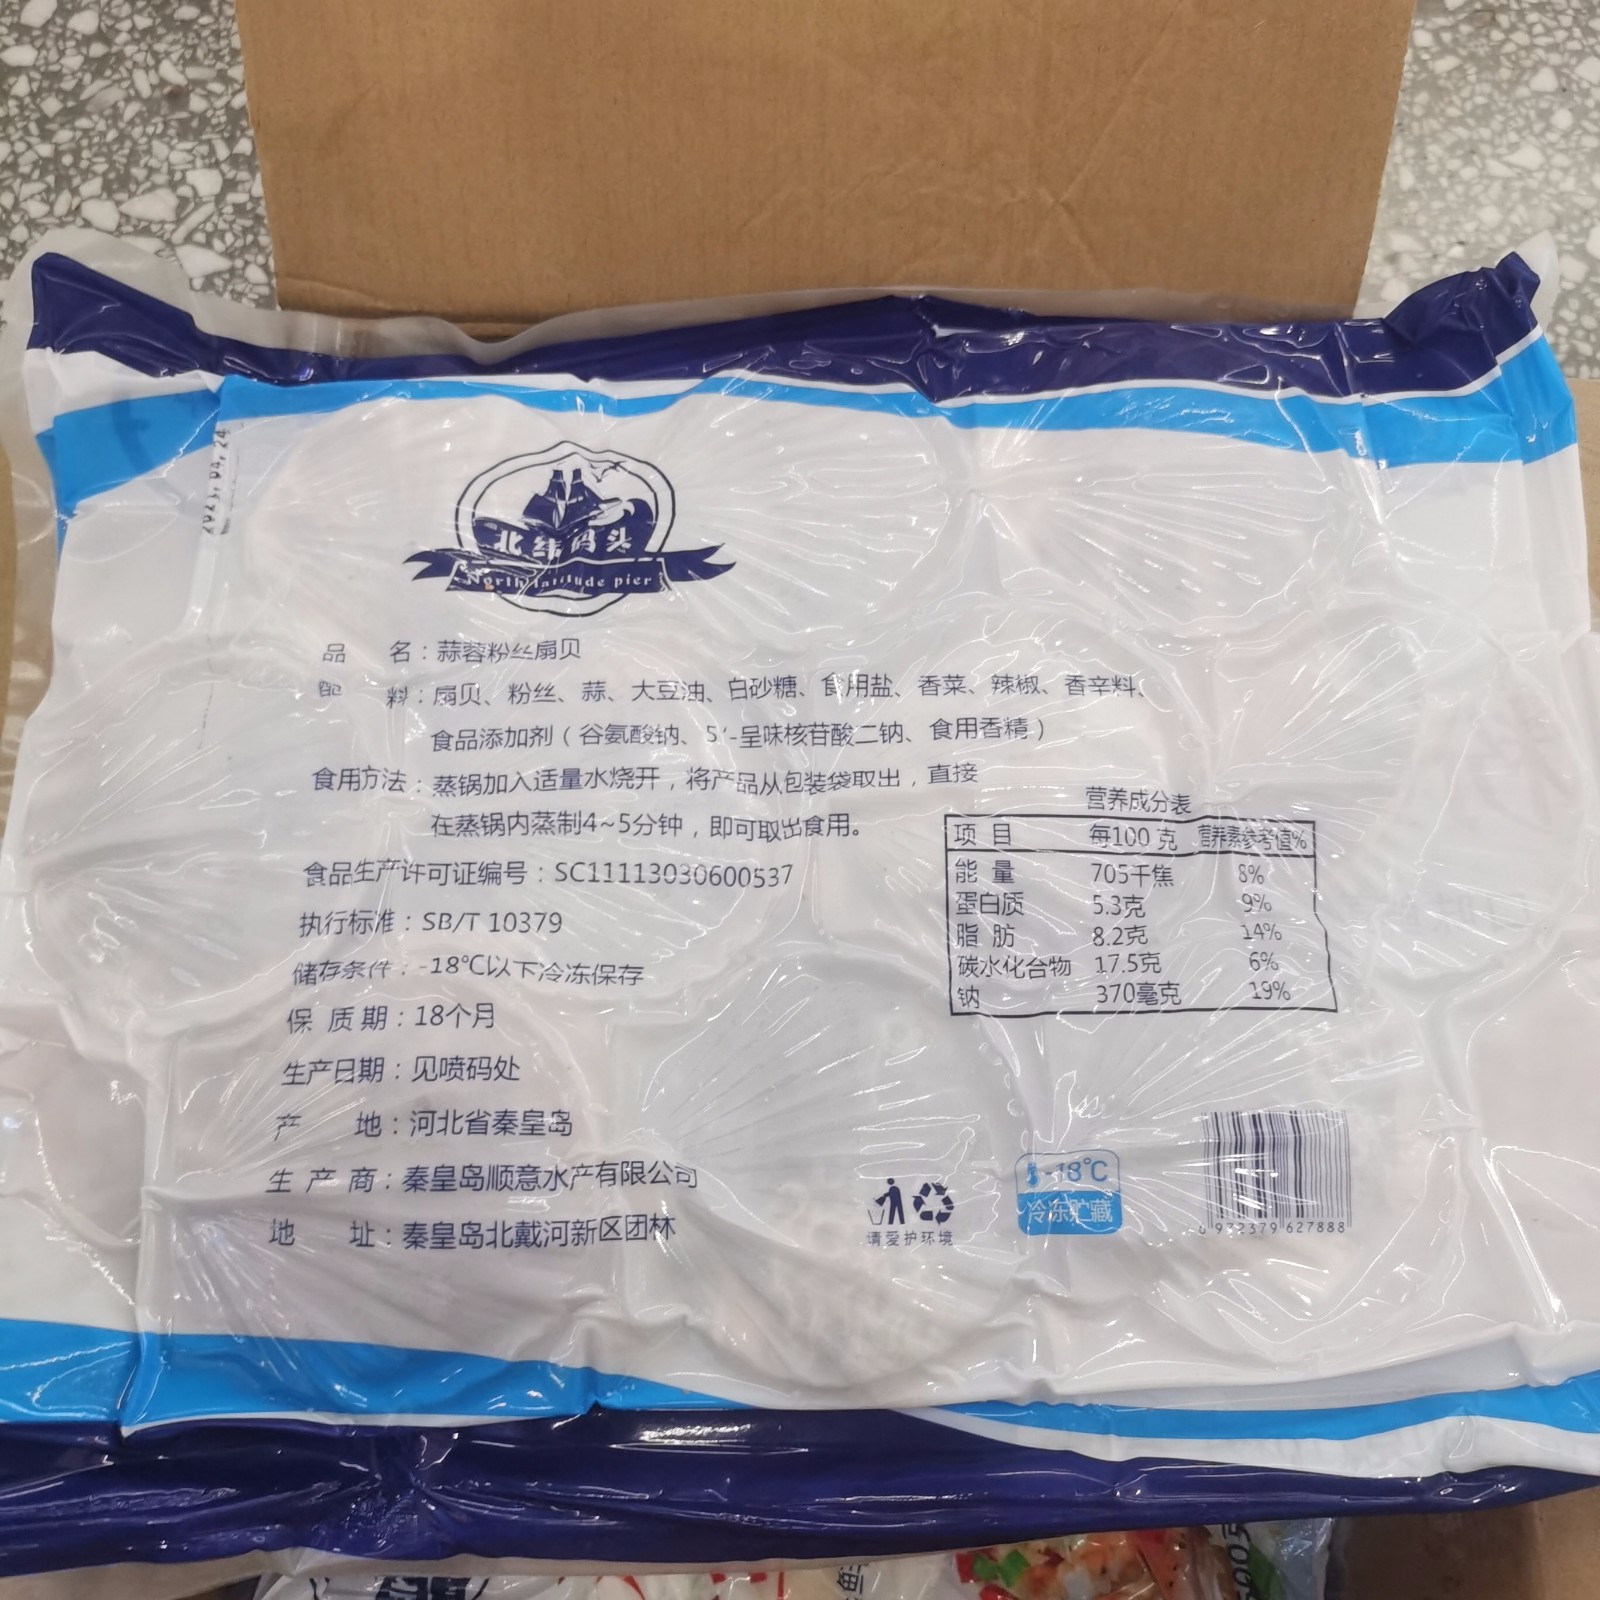 2021.04.24
北纬码头
North latitude pier
品 名：蒜蓉粉丝扇贝
配 料：扇贝、粉丝、蒜、大豆油、白砂糖、食用盐、香菜、辣椒、香辛料、
食品添加剂（谷氨酸钠、5′-呈味核苷酸二钠、食用香精）
食用方法：蒸锅加入适量水烧开，将产品从包装袋取出，直接
在蒸锅内蒸制4~5分钟，即可取出食用。
食品生产许可证编号：SC11113030600537
执行标准：SB/T 10379
储存条件：-18℃以下冷冻保存
保 质 期：18个月
生产日期：见喷码处
产 地：河北省秦皇岛
生 产 商：秦皇岛顺意水产有限公司
地 址：秦皇岛北戴河新区团林
营养成分表
项 目 每100克 营养素参考值%
能 量 705千焦 8%
蛋白质 5.3克 9%
脂 肪 8.2克 14%
碳水化合物 17.5克 6%
钠 370毫克 19%
请爱护环境
-18℃
冷冻贮藏
6 972379 627888